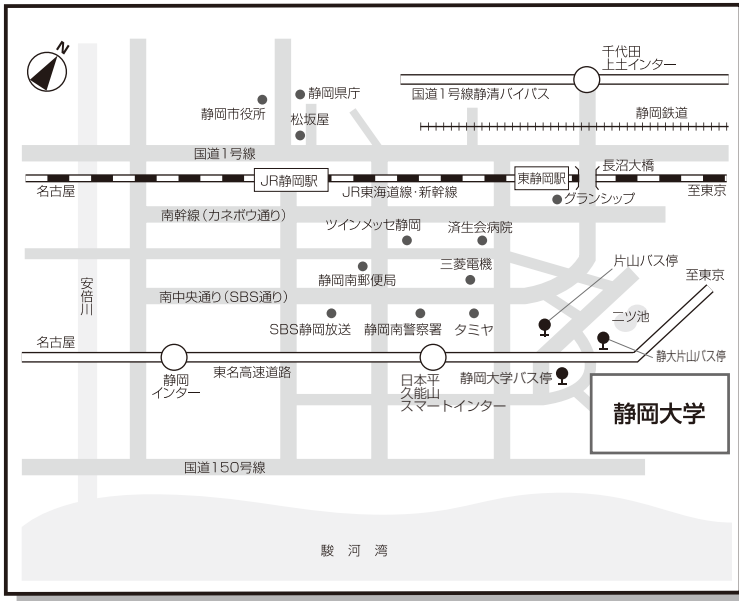 N
千代田
上土インター
静岡県庁
国道1号線静清バイパス
静岡市役所
静岡鉄道
松坂屋
国道1号線
長沼大橋
JR静岡駅
東静岡駅
名古屋
JR東海道線・新幹線
至東京
グランシップ
南幹線(カネボウ通り)
ツインメッセ静岡
済生会病院
片山バス停
三菱電機
至東京
静岡南郵便局
安倍川
南中央通り(SBS通り)
二ツ池
SBS静岡放送
静岡南警察署
タミヤ
名古屋
静大片山バス停
東名高速道路
静岡
インター
日本平
久能山
スマートインター
静岡大学バス停
静岡大学
国道150号線
駿河湾